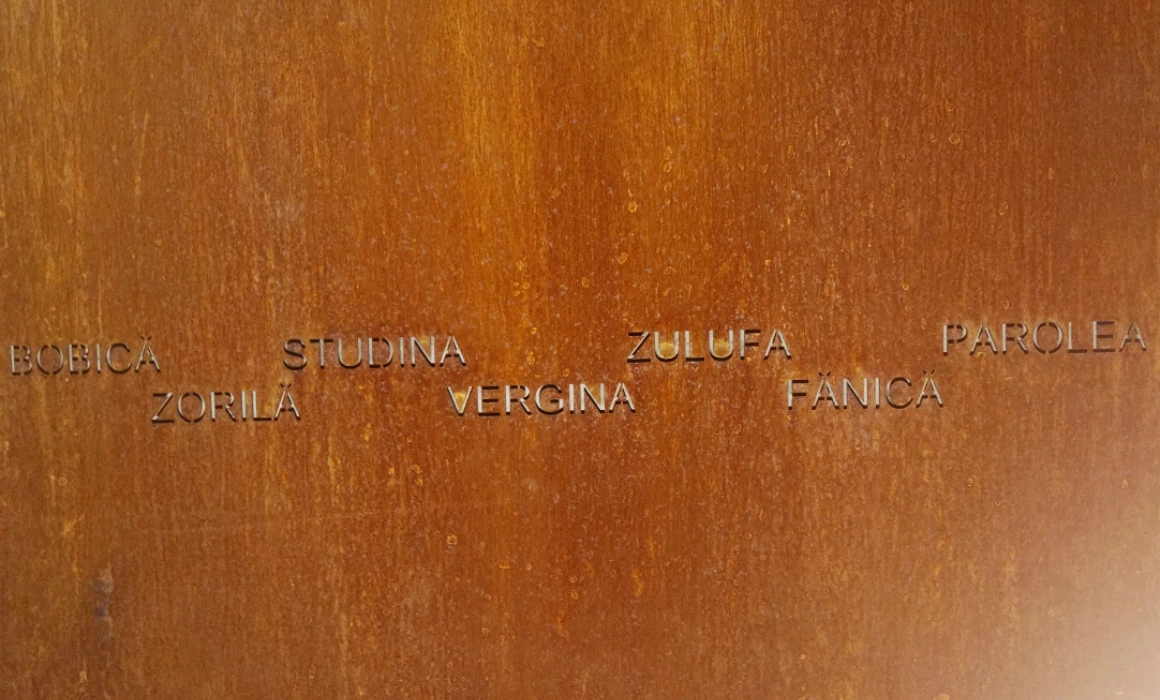 BOBICĂ STUDINA ZULUFA PAROLEA
ZORILĂ VERGINA FĂNICĂ